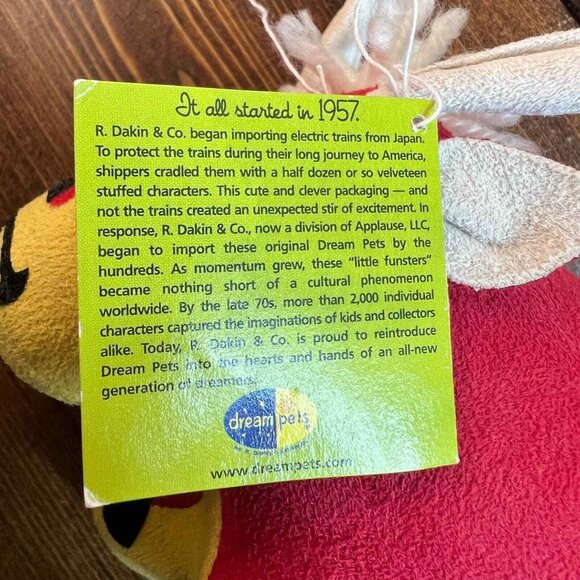 It all started in 1957.
R. Dakin & Co. began importing electric trains from Japan.
To protect the trains during their long journey to America,
shippers cradled them with a half dozen or so velveteen
stuffed characters. This cute and clever packaging — and
not the trains created an unexpected stir of excitement. In
response, R. Dakin & Co., now a division of Applause, LLC,
began to import these original Dream Pets by the
hundreds. As momentum grew, these “little funsters”
became nothing short of a cultural phenomenon
worldwide. By the late 70s, more than 2,000 individual
characters captured the imaginations of kids and collectors
alike. Today, R. Dakin & Co. is proud to reintroduce
Dream Pets into the hearts and hands of an all-new
generation of dreamers.
dream pets
www.dreampets.com